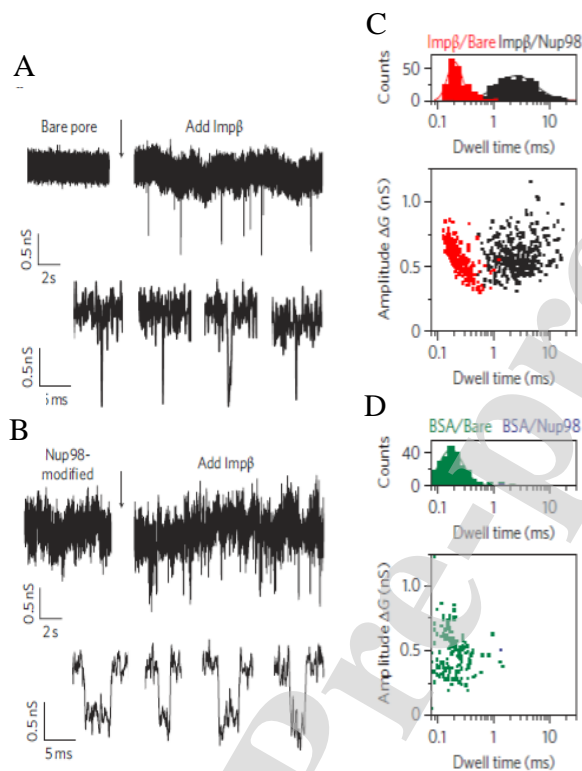 A
Bare pore
Add Impβ
0.5 nS
2s
0.5 nS
5 ms
B
Nup98-
modified
Add Impβ
0.5 nS
2 s
0.5 nS
5 ms
C
Impβ/Bare Impβ/Nup98
Counts
50
0
0.1 1 10
Dwell time (ms)
Amplitude ΔG (nS)
1.0
0.5
0
0.1 1 10
Dwell time (ms)
D
BSA/Bare BSA/Nup98
Counts
40
0
0.1 1 10
Dwell time (ms)
Amplitude ΔG (nS)
1.0
0.5
0
0.1 1 10
Dwell time (ms)
Pre-pro